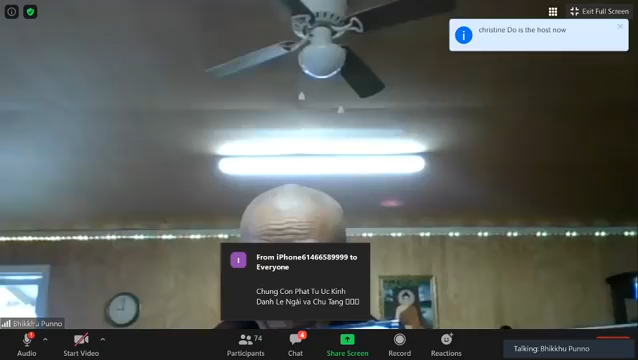 Exit Full Screen
christine Do is the host now
From iPhone61466589999 to
Everyone
I
Chung Con Phat Tu Uc Kinh
Danh Le Ngài va Chu Tang
Bhikkhu Punno
1
74
4
Audio
Start Video
Participants
Chat
Share Screen
Record
Reactions
Talking: Bhikkhu Punno